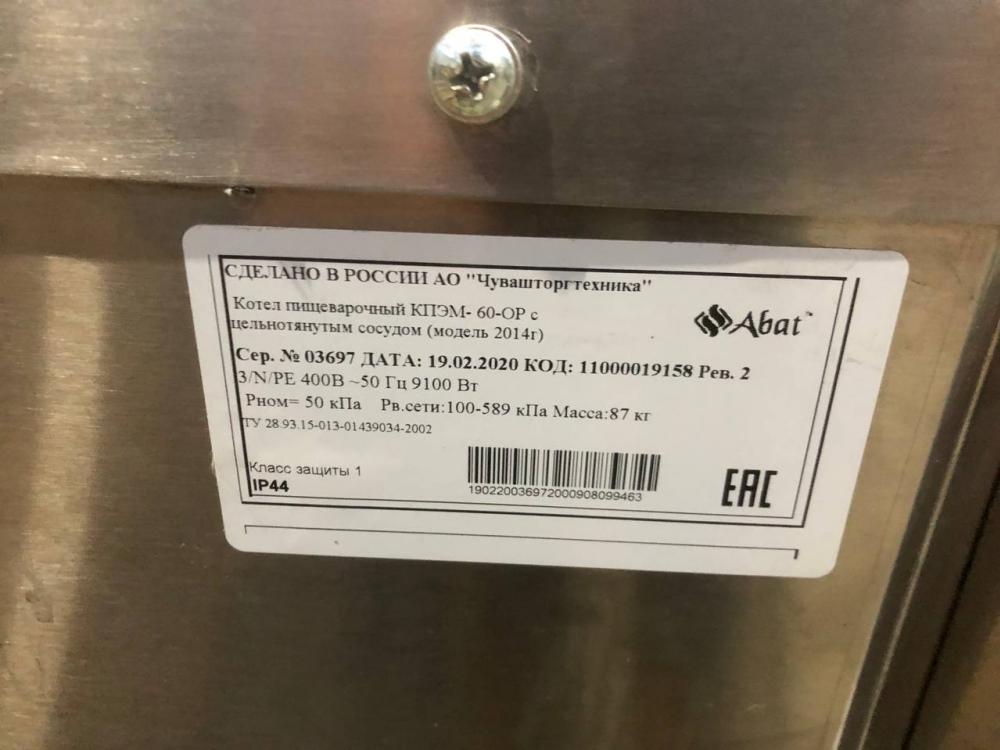 СДЕЛАНО В РОССИИ АО "Чувашторгтехника"
Котел пищеварочный КПЭМ- 60-ОР с
цельнотянутым сосудом (модель 2014г)
Abat™
Сер. № 03697 ДАТА: 19.02.2020 КОД: 11000019158 Рев. 2
3/N/PE 400В ~50 Гц 9100 Вт
Рном= 50 кПа Рв.сети:100-589 кПа Масса:87 кг
ТУ 28.93.15-013-01439034-2002
Класс защиты 1
IP44
190220036972000908099463
EAC